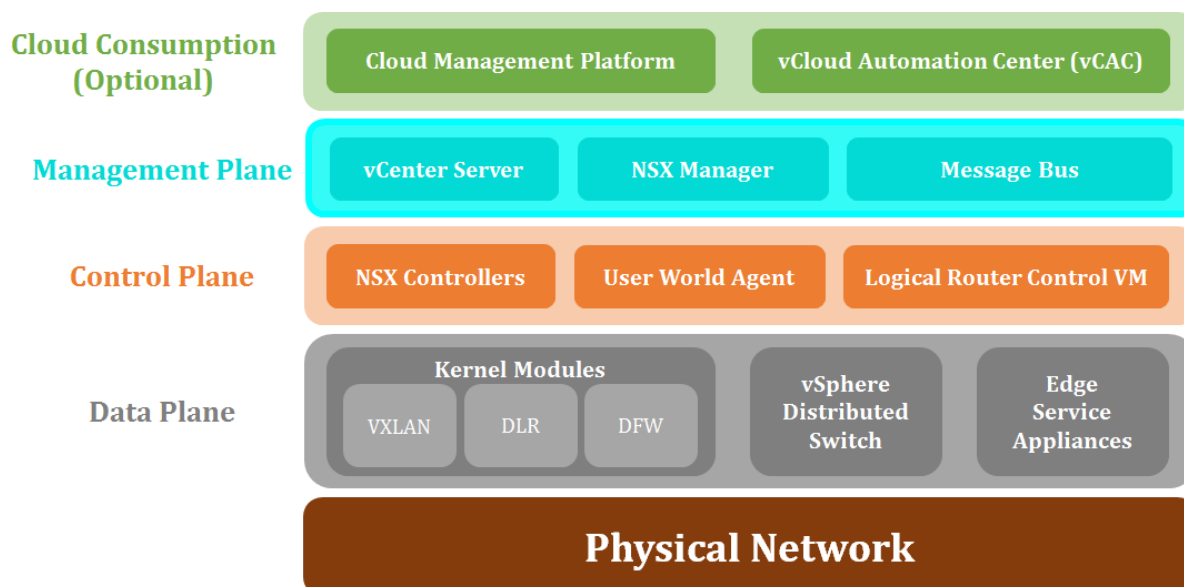 Cloud Consumption
(Optional)
Cloud Management Platform
vCloud Automation Center (vCAC)
Management Plane
vCenter Server
NSX Manager
Message Bus
Control Plane
NSX Controllers
User World Agent
Logical Router Control VM
Data Plane
Kernel Modules
VXLAN
DLR
DFW
vSphere
Distributed
Switch
Edge
Service
Appliances
Physical Network